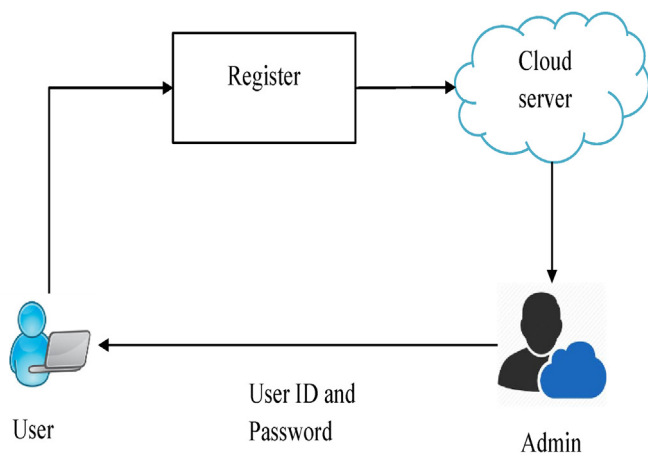 Register
Cloud
server
User ID and
Password
User
Admin